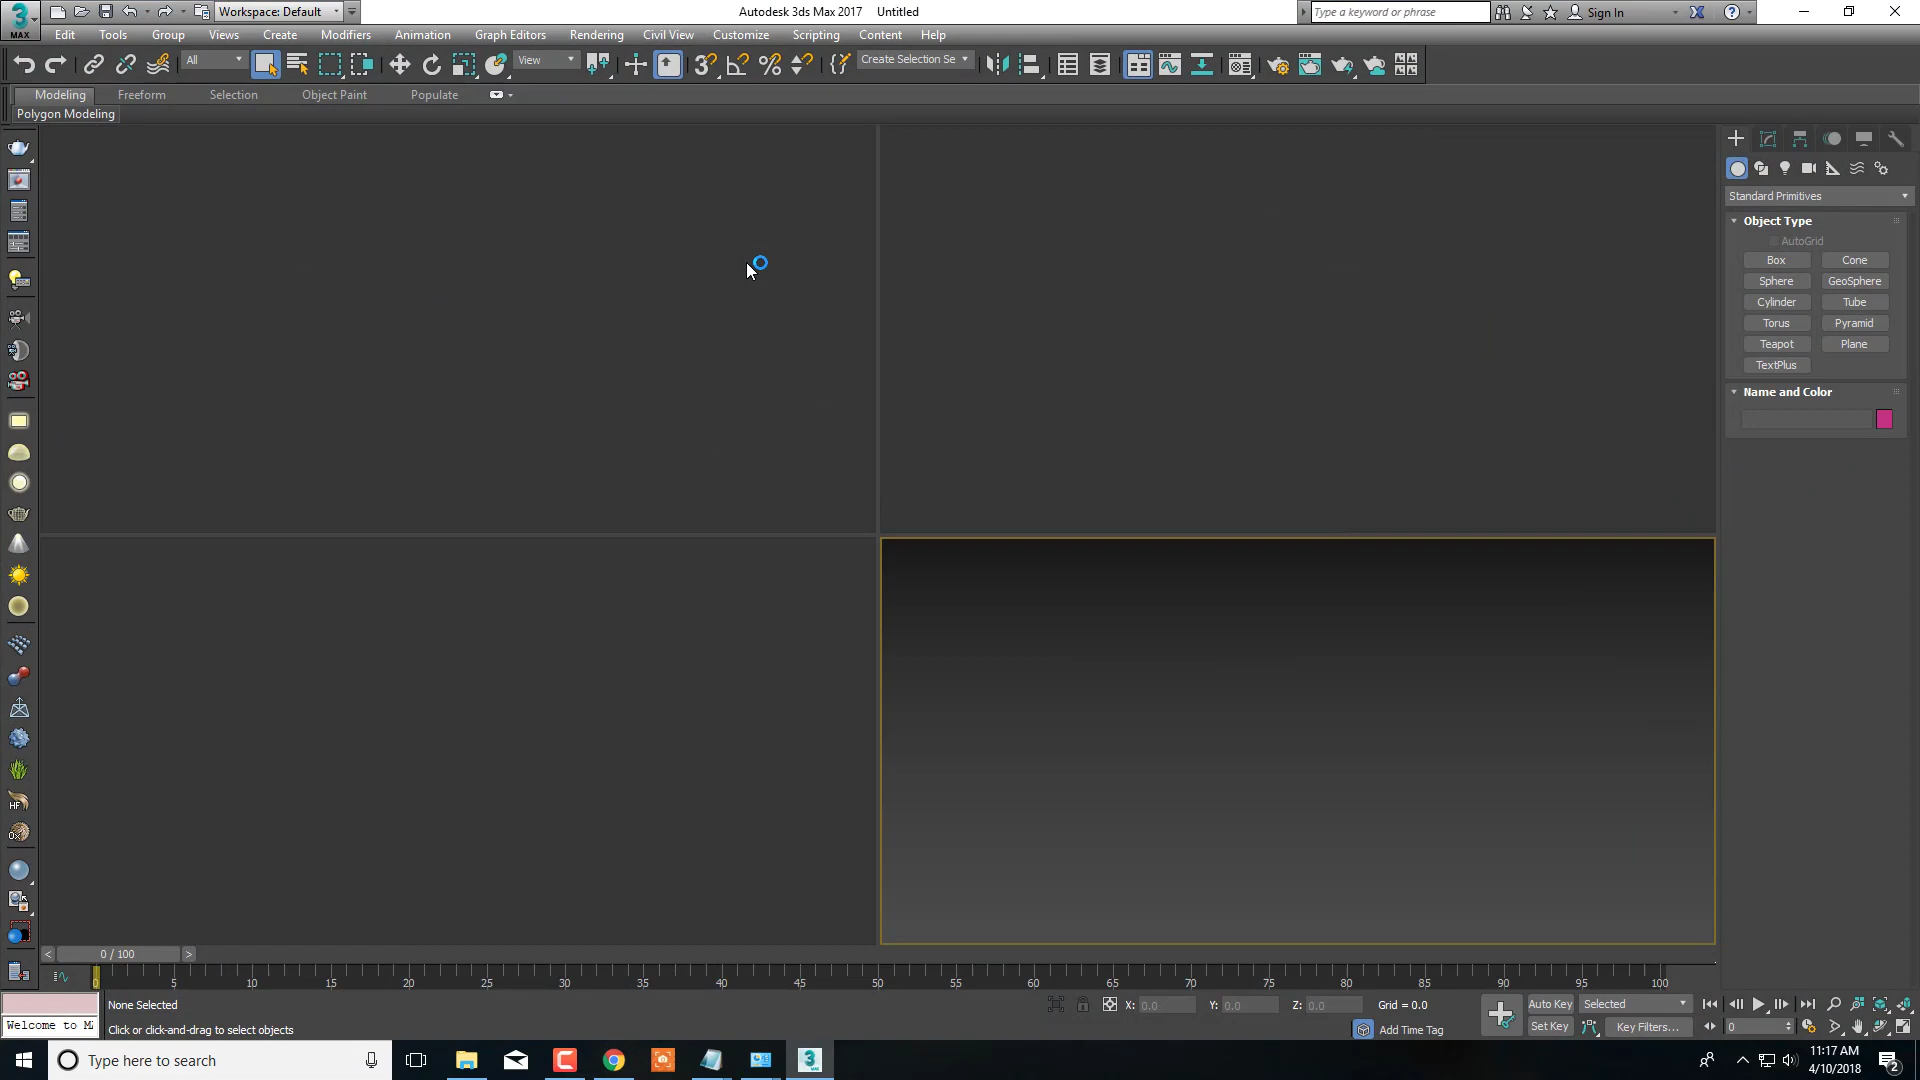 Workspace: Default
Autodesk 3ds Max 2017 Untitled
Type a keyword or phrase
Sign In
MAX
Edit Tools Group Views Create Modifiers Animation Graph Editors Rendering Civil View Customize Scripting Content Help
All
View
Create Selection Se
Modeling Freeform Selection Object Paint Populate
Polygon Modeling
Standard Primitives
Object Type
AutoGrid
Box Cone
Sphere GeoSphere
Cylinder Tube
Torus Pyramid
Teapot Plane
TextPlus
Name and Color
HF
Ox
< 0 / 100 >
0 5 10 15 20 25 30 35 40 45 50 55 60 65 70 75 80 85 90 95 100
None Selected
X: 0.0 Y: 0.0 Z: 0.0 Grid = 0.0
Auto Key Selected
Welcome to M
Click or click-and-drag to select objects
Add Time Tag
Set Key Key Filters...
0
Type here to search
11:17 AM
4/10/2018
2